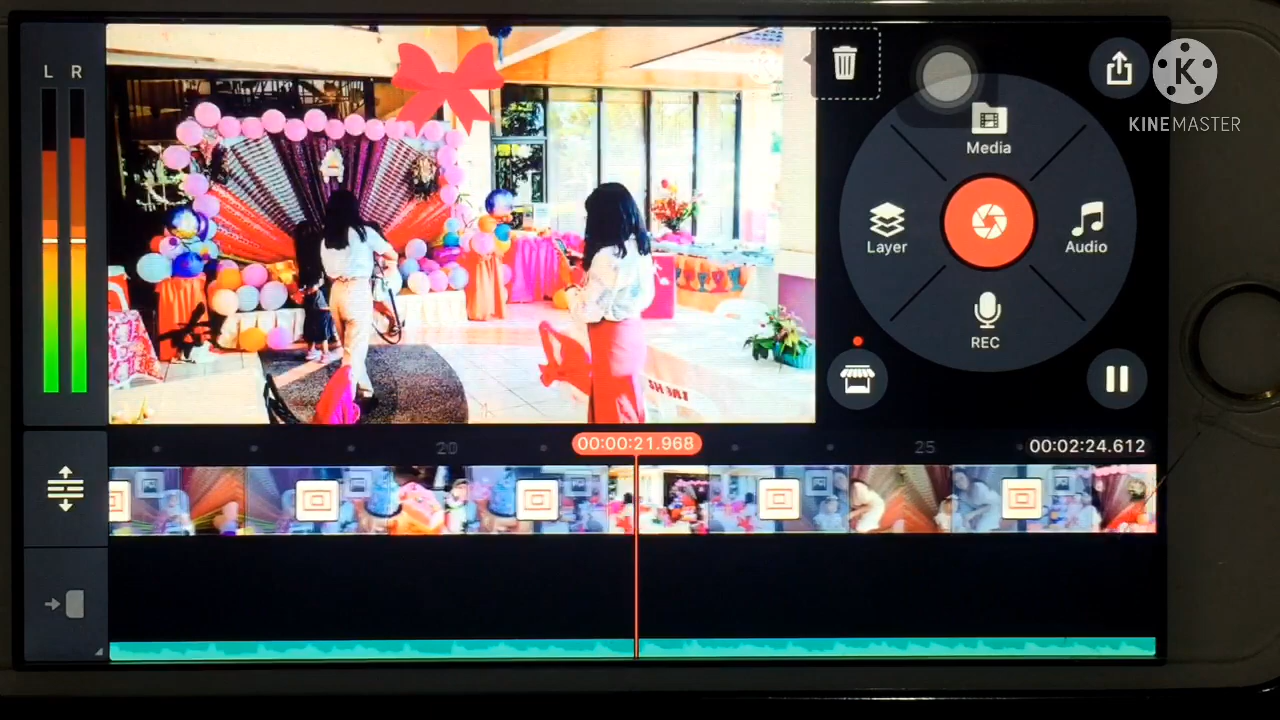 L R
Media
K
KINEMASTER
Layer
Audio
REC
20
00:00:21.968
25
00:02:24.612